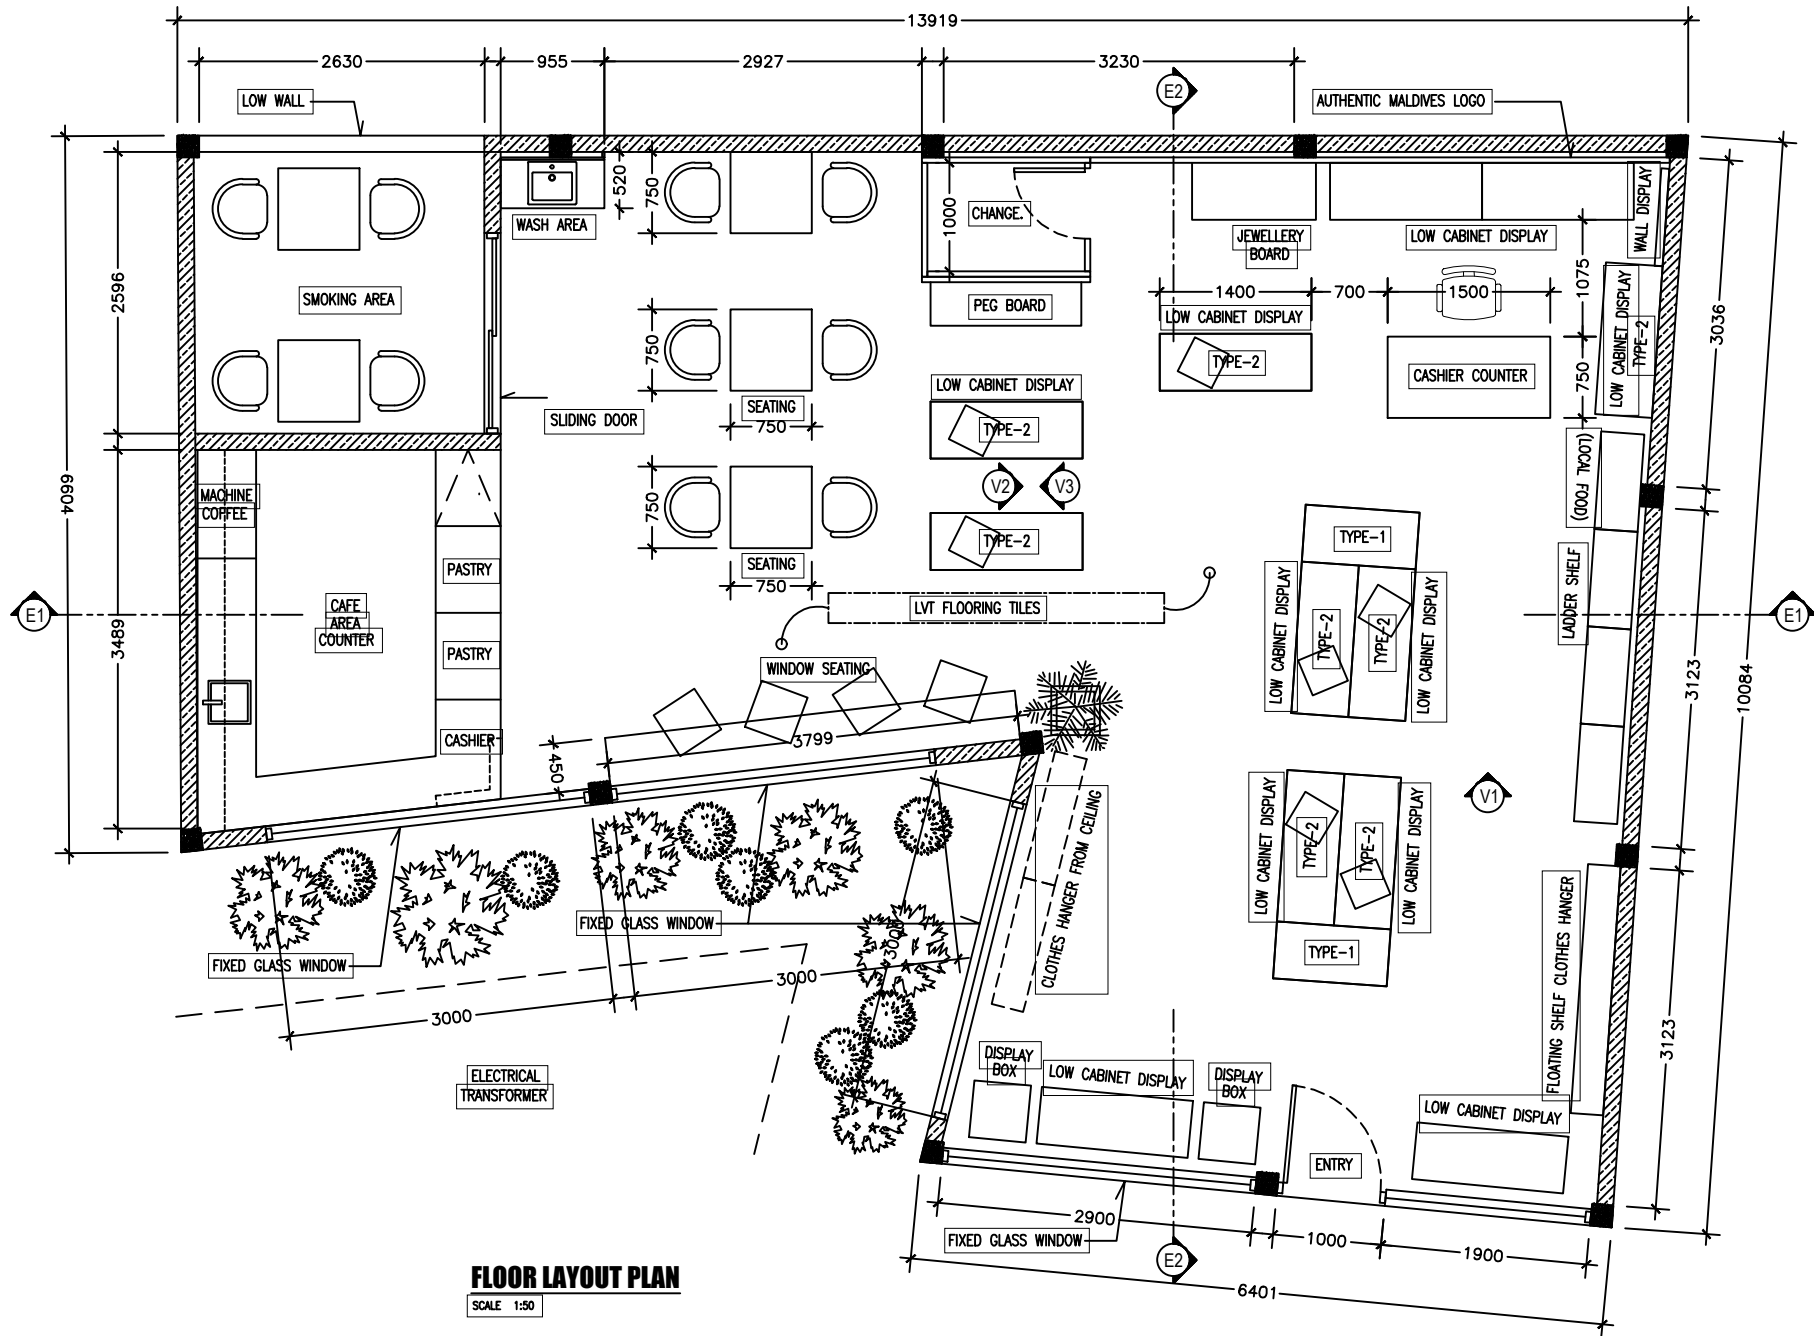 13919
2630
955
2927
3230
LOW WALL
E2
AUTHENTIC MALDIVES LOGO
520
750
WASH AREA
1000
CHANGE.
JEWELLERY
BOARD
LOW CABINET DISPLAY
WALL DISPLAY
1075
2596
SMOKING AREA
PEG BOARD
1400
700
1500
LOW CABINET DISPLAY
TYPE-2
LOW CABINET DISPLAY
TYPE-2
3036
750
TYPE-2
CASHIER COUNTER
750
LOW CABINET DISPLAY
SEATING
750
SLIDING DOOR
TYPE-2
(LOCAL FOOD)
6604
V2
V3
MACHINE
COFFEE
750
TYPE-2
TYPE-1
SEATING
750
PASTRY
LADDER SHELF
LOW CABINET DISPLAY
TYPE-2
TYPE-2
LOW CABINET DISPLAY
E1
CAFE
AREA
COUNTER
LVT FLOORING TILES
E1
3489
PASTRY
WINDOW SEATING
3123
10084
CASHIER
3799
450
V1
CLOTHES HANGER FROM CEILING
LOW CABINET DISPLAY
TYPE-2
TYPE-2
LOW CABINET DISPLAY
FIXED GLASS WINDOW
3000
TYPE-1
FIXED GLASS WINDOW
3000
3000
FLOATING SHELF CLOTHES HANGER
3123
ELECTRICAL
TRANSFORMER
DISPLAY
BOX
LOW CABINET DISPLAY
DISPLAY
BOX
LOW CABINET DISPLAY
ENTRY
2900
FIXED GLASS WINDOW
1000
1900
E2
6401
FLOOR LAYOUT PLAN
SCALE 1:50